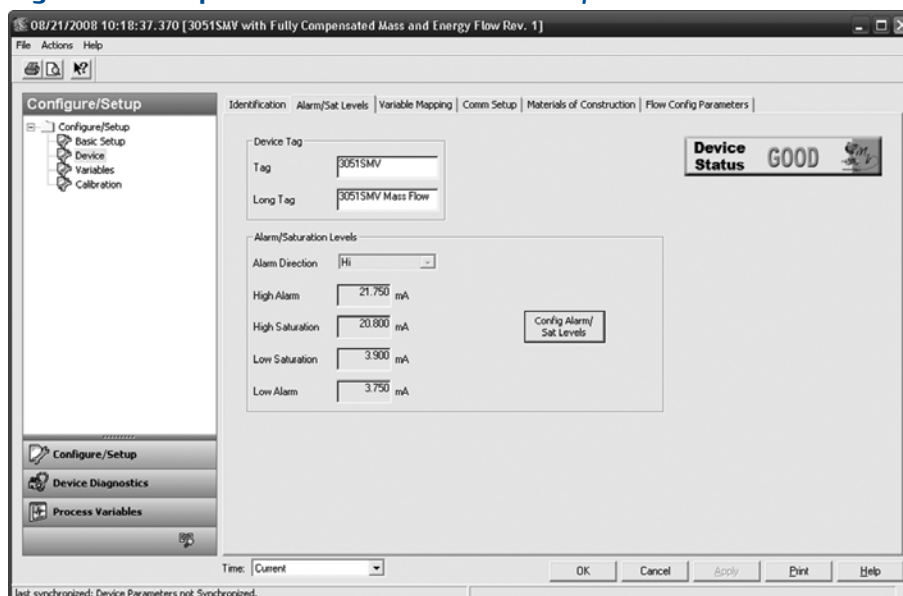 08/21/2008 10:18:37.370 [3051SMV with Fully Compensated Mass and Energy Flow Rev. 1]
File Actions Help
Configure/Setup
Configure/Setup
Basic Setup
Device
Variables
Calibration
Configure/Setup
Device Diagnostics
Process Variables
Identification
Alarm/Sat Levels
Variable Mapping
Comm Setup
Materials of Construction
Flow Config Parameters
Device Tag
Tag 3051SMV
Long Tag 3051SMV Mass Flow
Device Status GOOD
Alarm/Saturation Levels
Alarm Direction Hi
High Alarm 21.750 mA
High Saturation 20.800 mA
Low Saturation 3.900 mA
Low Alarm 3.750 mA
Config Alarm/
Sat Levels
Time: Current
OK Cancel Apply Print Help
last synchronized: Device Parameters not Synchronized.